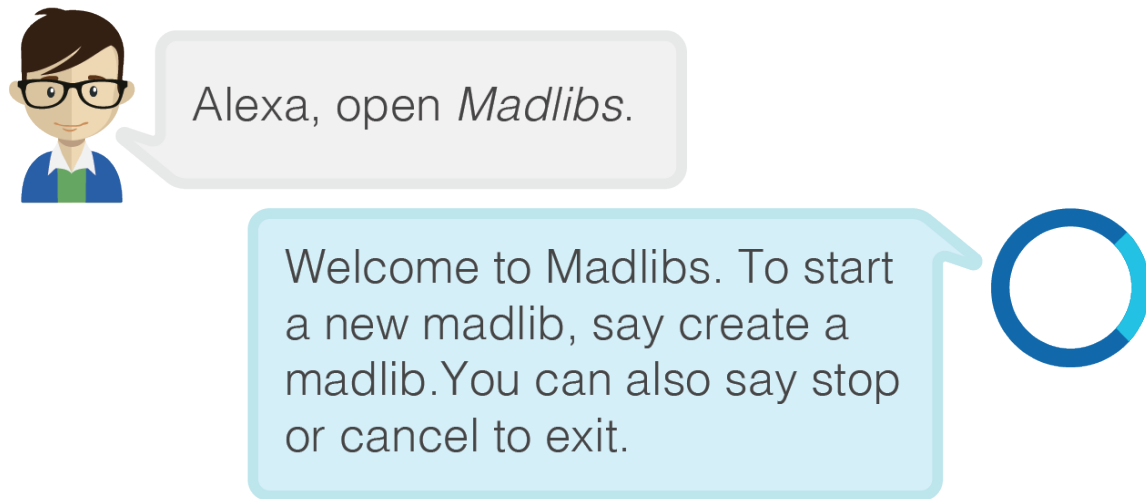 Alexa, open Madlibs.
Welcome to Madlibs. To start
a new madlib, say create a
madlib.You can also say stop
or cancel to exit.